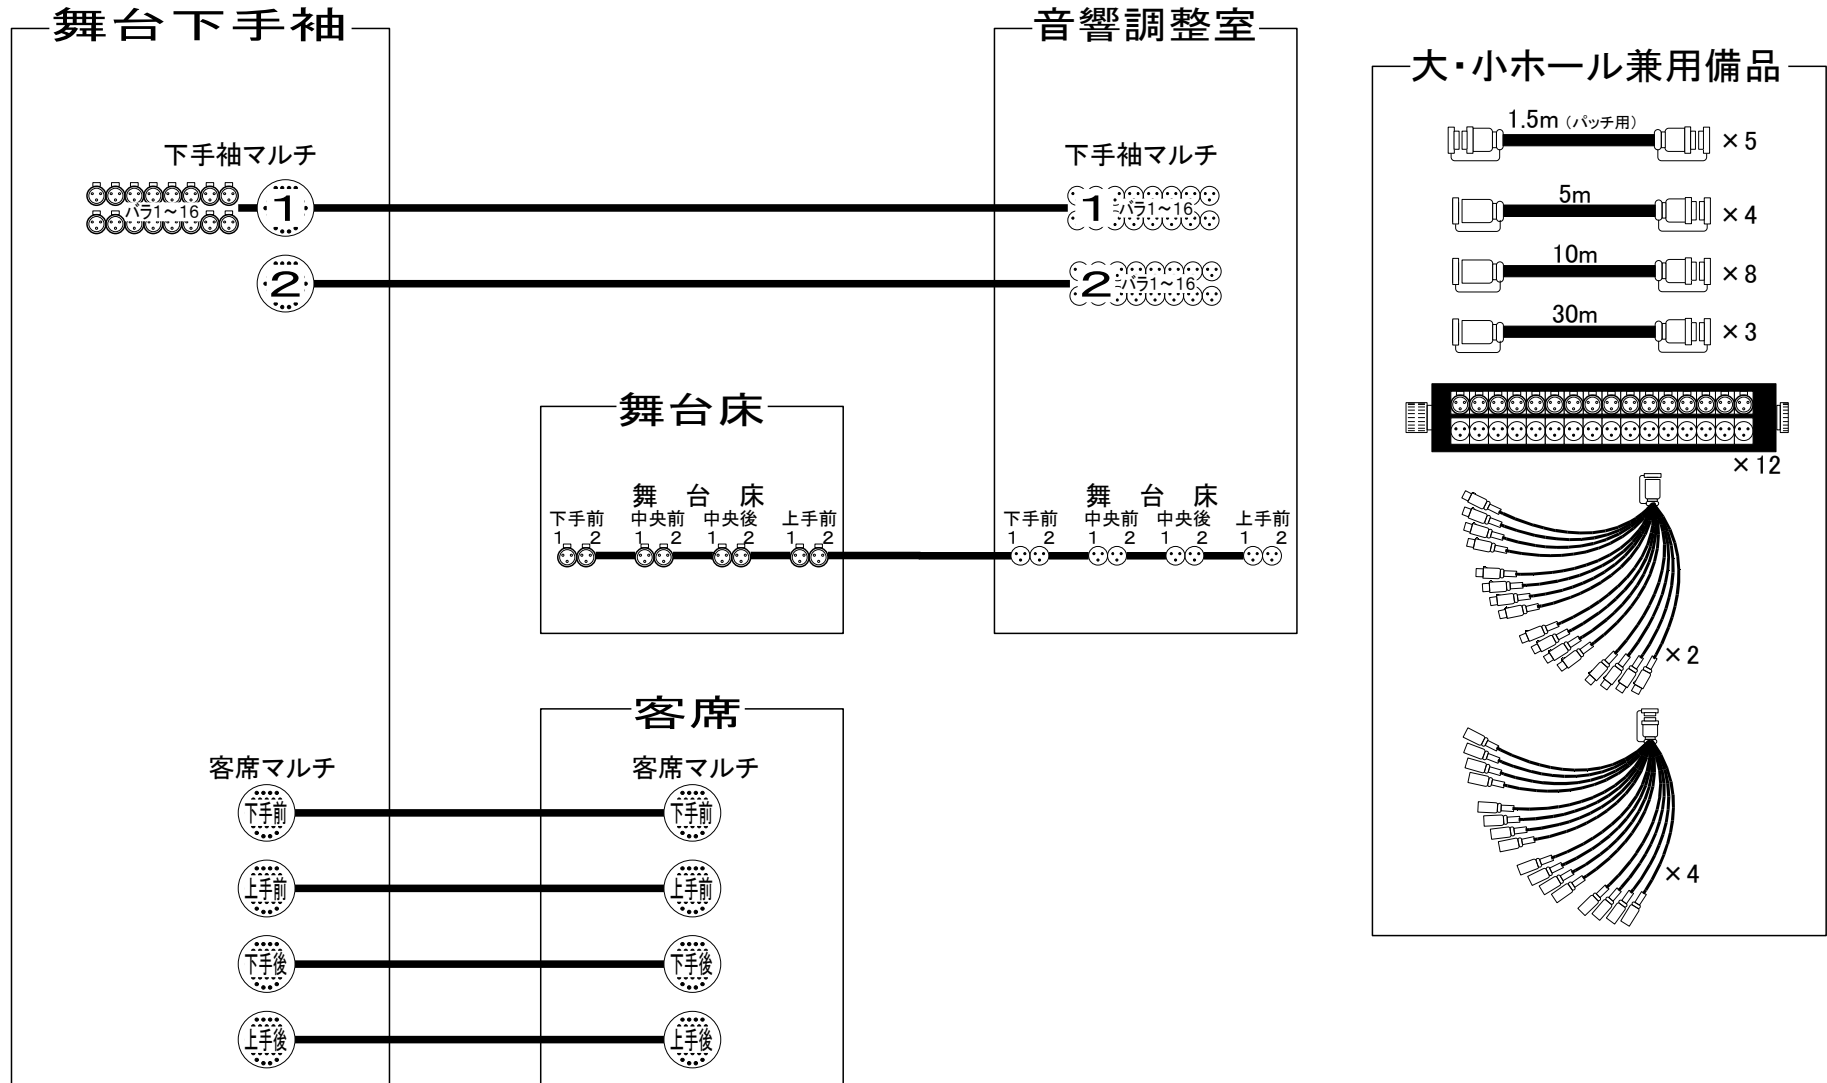 舞台下手袖
下手袖マルチ
バラ1～16
1
2
客席マルチ
下手前
上手前
下手後
上手後
舞台床
舞 台 床
下手前 中央前 中央後 上手前
1 2 1 2 1 2 1 2
客席
客席マルチ
下手前
上手前
下手後
上手後
音響調整室
下手袖マルチ
1 バラ1～16
2 バラ1～16
舞 台 床
下手前 中央前 中央後 上手前
1 2 1 2 1 2 1 2
大・小ホール兼用備品
1.5m（パッチ用） ×5
5m ×4
10m ×8
30m ×3
×12
×2
×4